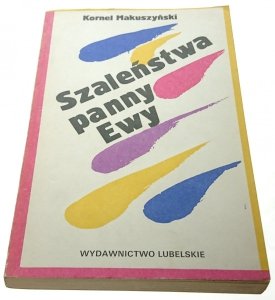 Kornel Makuszyński
Szaleństwa
panny
Ewy
WYDAWNICTWO LUBELSKIE